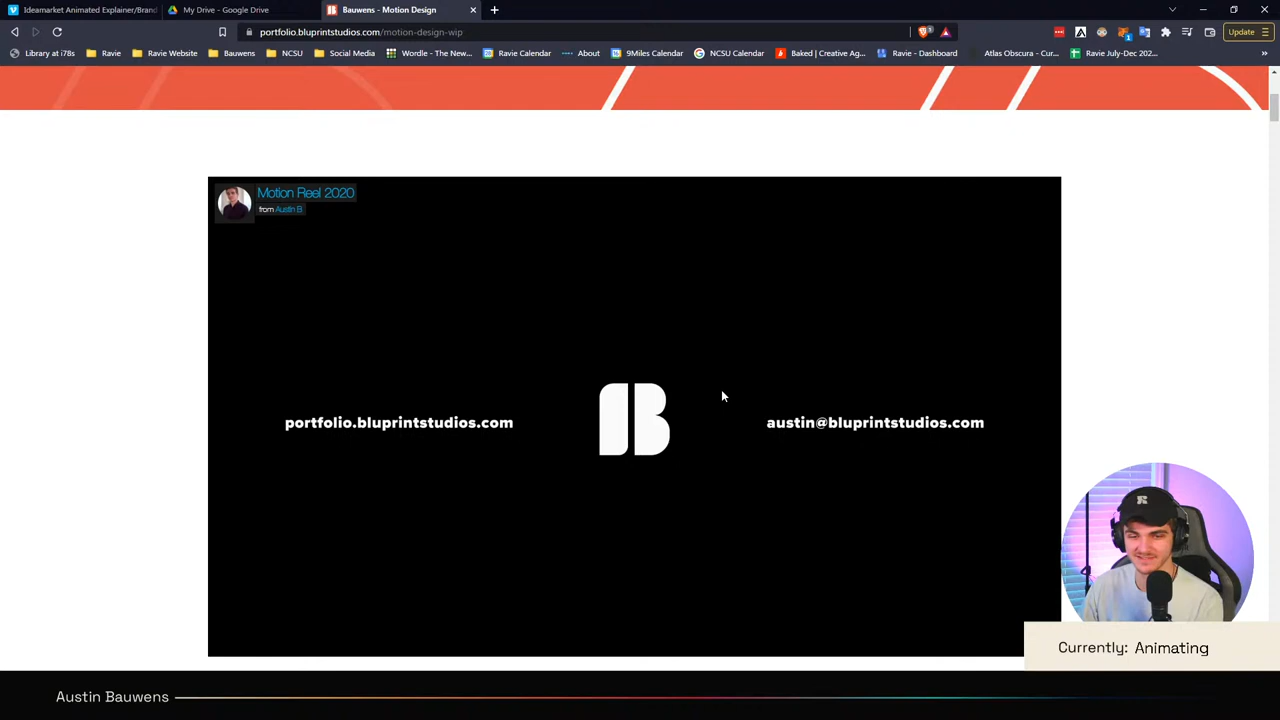 Ideamarket Animated Explainer/Brand
My Drive - Google Drive
Bauwens - Motion Design
portfolio.bluprintstudios.com/motion-design-wip
Update
Library at i78s
Ravie
Ravie Website
Bauwens
NCSU
Social Media
Wordle - The New...
Ravie Calendar
About
9Miles Calendar
NCSU Calendar
Baked | Creative Ag...
Ravie - Dashboard
Atlas Obscura - Cur...
Ravie July-Dec 202...
Motion Reel 2020
from Austin B
portfolio.bluprintstudios.com
B
austin@bluprintstudios.com
Currently: Animating
Austin Bauwens